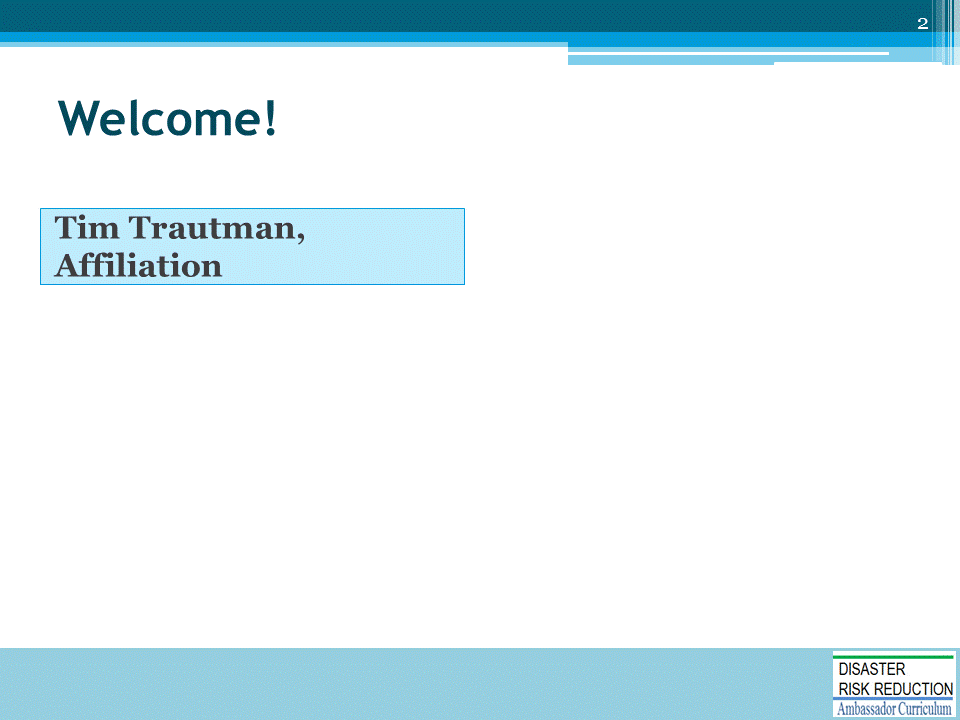 2
Welcome!
Tim Trautman,
Affiliation
DISASTER
RISK REDUCTION
Ambassador Curriculum